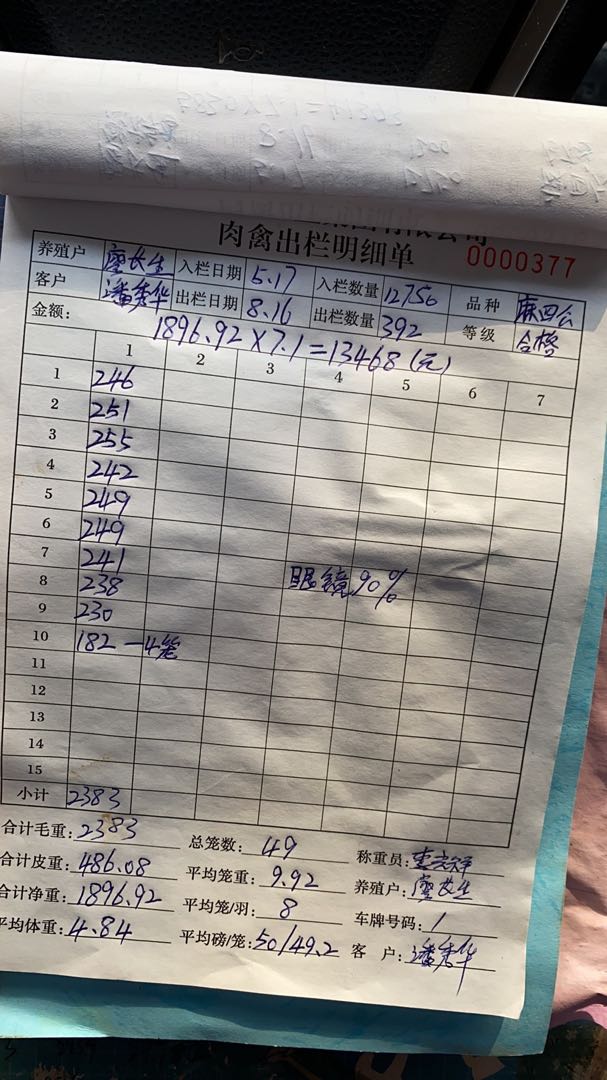 肉禽出栏明细单
0000377
养殖户 廖长生 入栏日期 5.17 入栏数量 12756 品种 麻四公
客户 潘秀华 出栏日期 8.16 出栏数量 392 等级 合格
金额: 1896.92×7.1=13468(元)
1 2 3 4 5 6 7
1 246
2 251
3 255
4 242
5 249
6 249
7 241
8 238 眼镜90%
9 230
10 182 一4笼
11
12
13
14
15
小计 2383
合计毛重: 2383 总笼数: 49 称重员:
合计皮重: 486.08 平均笼重: 9.92 养殖户: 廖长生
合计净重: 1896.92 平均笼/羽: 8 车牌号码: /
平均体重: 4.84 平均磅/笼: 50/49.2 客户: 潘秀华